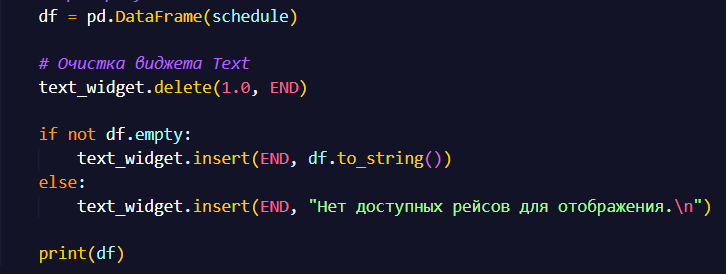 df = pd.DataFrame(schedule)
# Очистка виджета Text
text_widget.delete(1.0, END)
if not df.empty:
text_widget.insert(END, df.to_string())
else:
text_widget.insert(END, "Нет доступных рейсов для отображения.\n")
print(df)